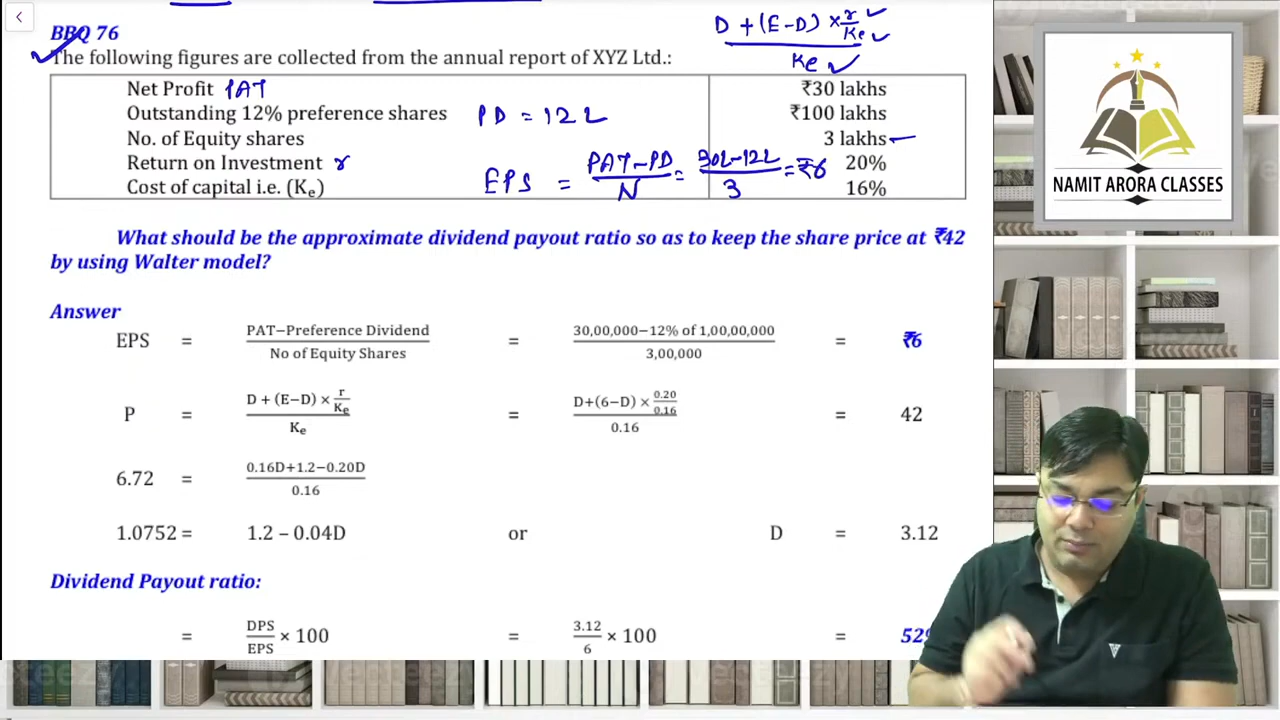 D + (E-D) × r/Ke
Ke
BBQ 76
The following figures are collected from the annual report of XYZ Ltd.:
Net Profit PAT ₹30 lakhs
Outstanding 12% preference shares PD = 12L ₹100 lakhs
No. of Equity shares 3 lakhs
Return on Investment r 20%
Cost of capital i.e. (Ke) 16%
EPS = PAT-PD/N = 30L-12L/3 = ₹6
NAMIT ARORA CLASSES
What should be the approximate dividend payout ratio so as to keep the share price at ₹42
by using Walter model?
Answer
EPS = PAT−Preference Dividend/No of Equity Shares = 30,00,000−12% of 1,00,00,000/3,00,000 = ₹6
P = D + (E−D) × r/Ke/Ke = D+(6−D) × 0.20/0.16/0.16 = 42
6.72 = 0.16D+1.2−0.20D/0.16
1.0752 = 1.2 – 0.04D or D = 3.12
Dividend Payout ratio:
= DPS/EPS × 100 = 3.12/6 × 100 =